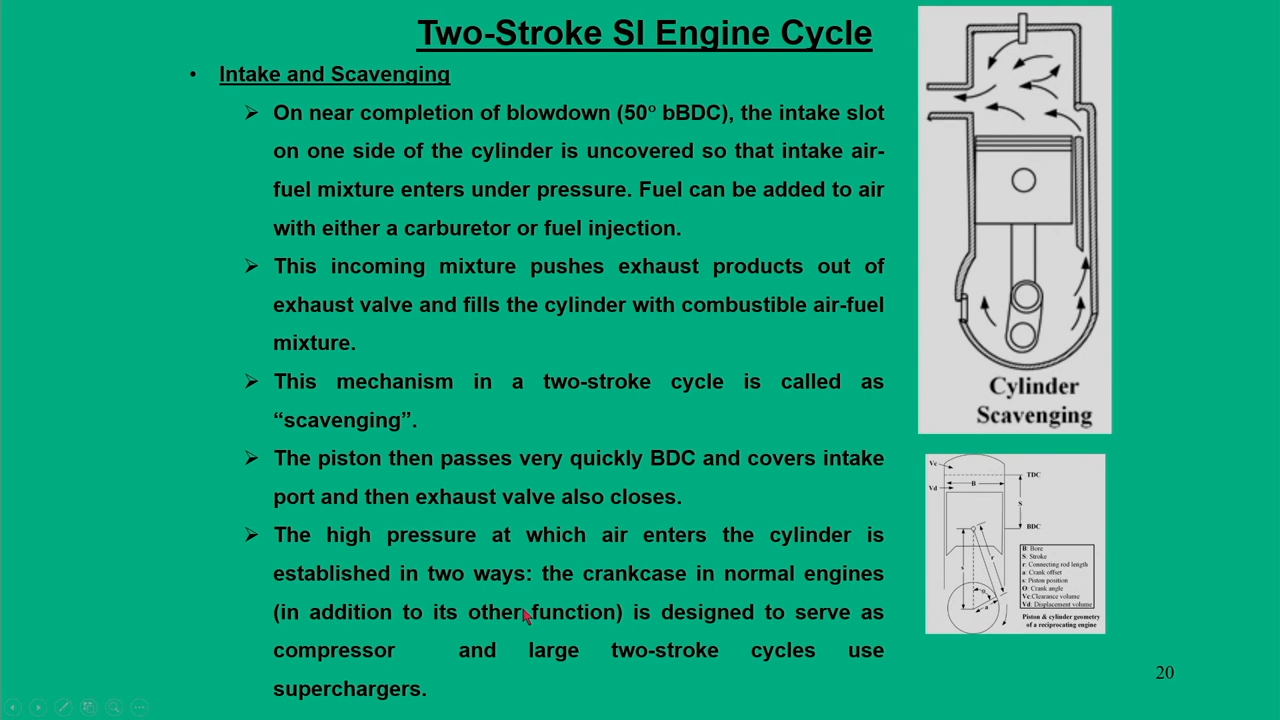 Two-Stroke SI Engine Cycle
• Intake and Scavenging
➢ On near completion of blowdown (50° bBDC), the intake slot
on one side of the cylinder is uncovered so that intake air-
fuel mixture enters under pressure. Fuel can be added to air
with either a carburetor or fuel injection.
➢ This incoming mixture pushes exhaust products out of
exhaust valve and fills the cylinder with combustible air-fuel
mixture.
➢ This mechanism in a two-stroke cycle is called as
“scavenging”.
➢ The piston then passes very quickly BDC and covers intake
port and then exhaust valve also closes.
➢ The high pressure at which air enters the cylinder is
established in two ways: the crankcase in normal engines
(in addition to its other function) is designed to serve as
compressor and large two-stroke cycles use
superchargers.
Cylinder
Scavenging
Vc
TDC
B
Vd
S
BDC
r
s
a
B: Bore
S: Stroke
r: Connecting rod length
a: Crank offset
s: Piston position
Θ: Crank angle
Vc:Clearance volume
Vd: Displacement volume
Piston & cylinder geometry
of a reciprocating engine
20